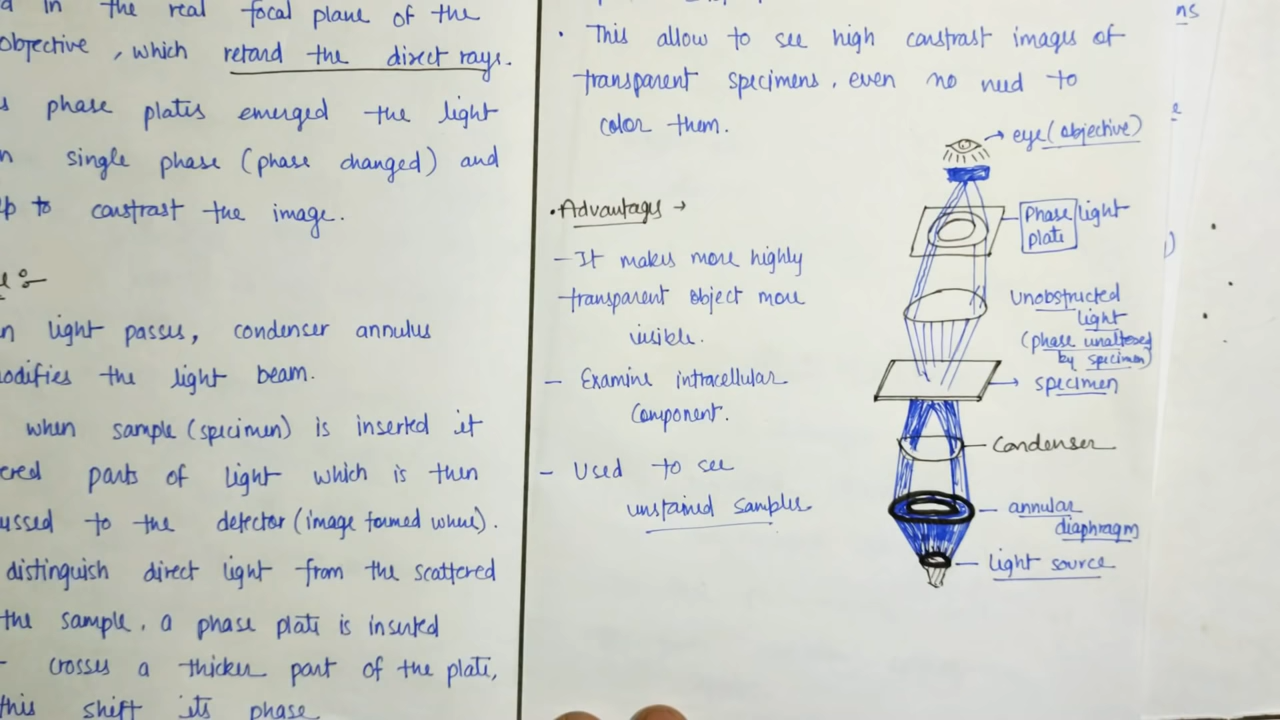 in the real focal plane of the
objective, which retard the direct rays.
phase plates emerged the light
single phase (phase changed) and
to constrast the image.
light passes, condenser annulus
the light beam.
when sample (specimen) is inserted it
parts of light which is then
to the detector (image formed where).
distinguish direct light from the scattered
the sample, a phase plate is inserted
crosses a thicker part of the plate,
this shift its phase
• This allow to see high constrast images of
transparent specimens, even no need to
color them.
• Advantages →
- It makes more highly
transparent object more
visible.
- Examine intracellular
Component.
- Used to see
unstained samples
→ eye (objective)
Phase light
plate
Unobstructed
light
(phase unaltered
by specimen)
→ specimen
- Condenser
- annular
diaphragm
- light source
ns